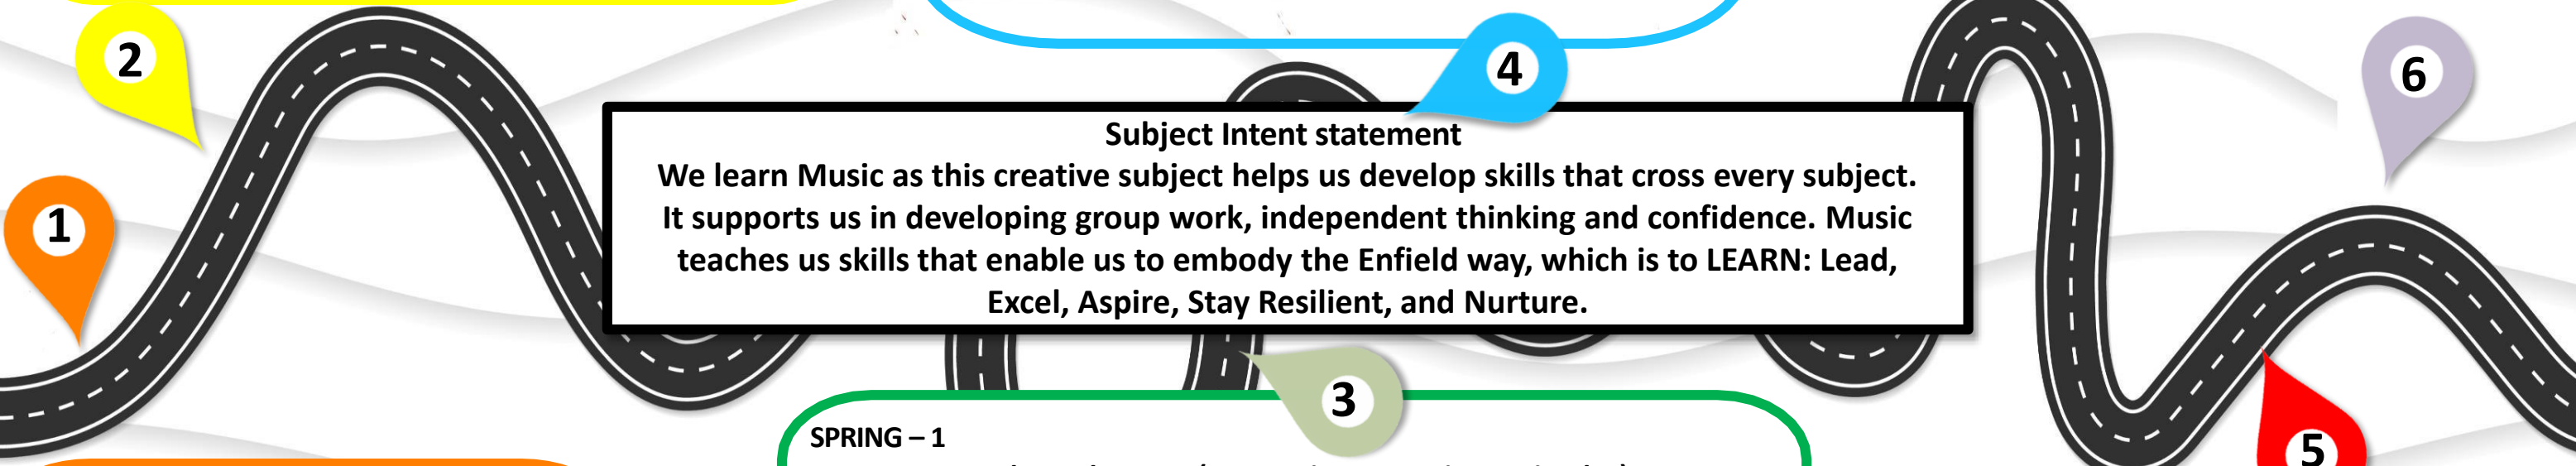 2
4
6
1
Subject Intent statement
We learn Music as this creative subject helps us develop skills that cross every subject.
It supports us in developing group work, independent thinking and confidence. Music
teaches us skills that enable us to embody the Enfield way, which is to LEARN: Lead,
Excel, Aspire, Stay Resilient, and Nurture.
3
SPRING – 1
5